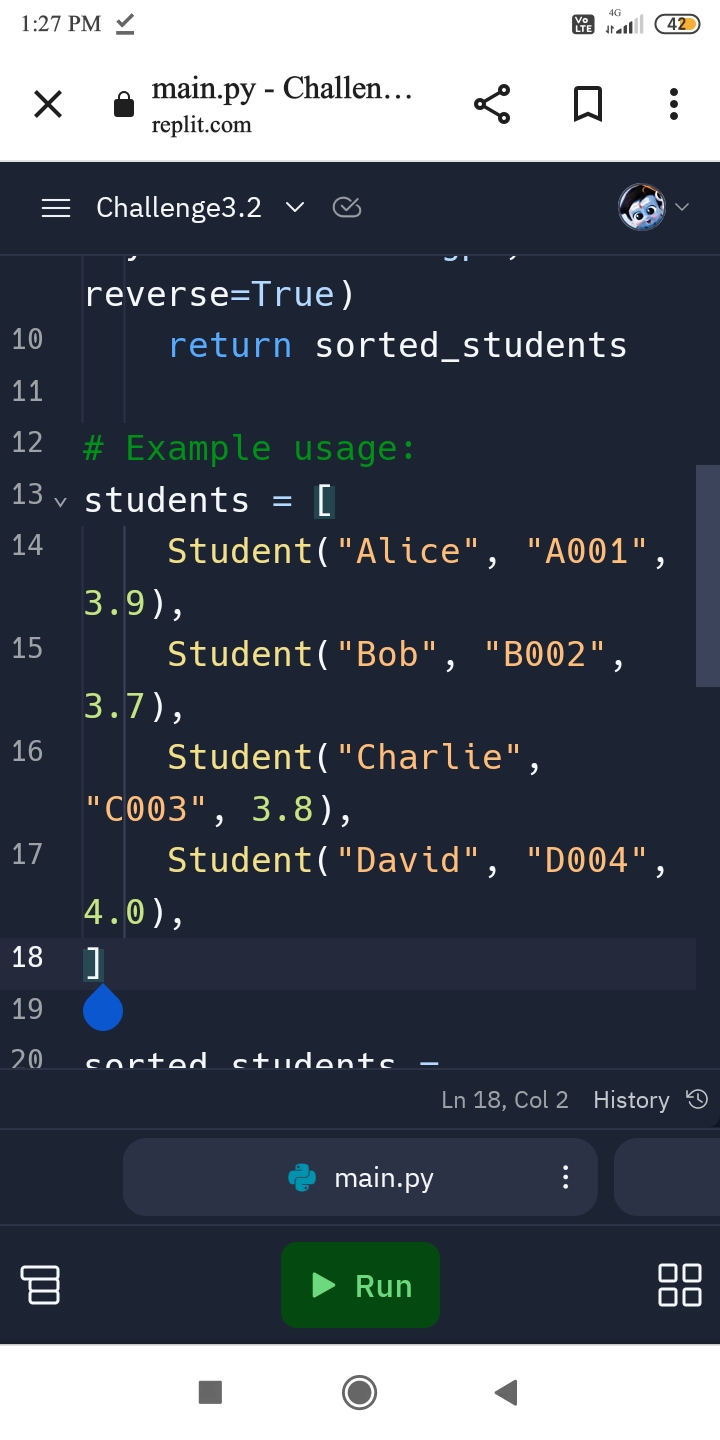 1:27 PM
Vo LTE 4G 42
main.py - Challen...
replit.com
Challenge3.2
reverse=True)
10 return sorted_students
11
12 # Example usage:
13 students = [
14 Student("Alice", "A001",
3.9),
15 Student("Bob", "B002",
3.7),
16 Student("Charlie",
"C003", 3.8),
17 Student("David", "D004",
4.0),
18 ]
19
20 sorted_students =
Ln 18, Col 2 History
main.py
Run